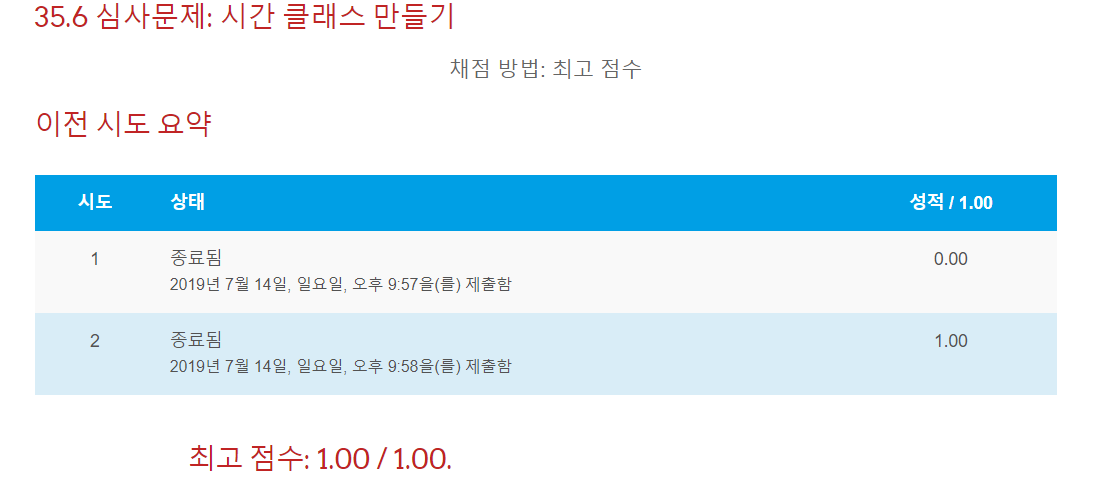 35.6 심사문제: 시간 클래스 만들기
채점 방법: 최고 점수
이전 시도 요약
시도 상태 성적 / 1.00
1 종료됨 0.00
2019년 7월 14일, 일요일, 오후 9:57을(를) 제출함
2 종료됨 1.00
2019년 7월 14일, 일요일, 오후 9:58을(를) 제출함
최고 점수: 1.00 / 1.00.